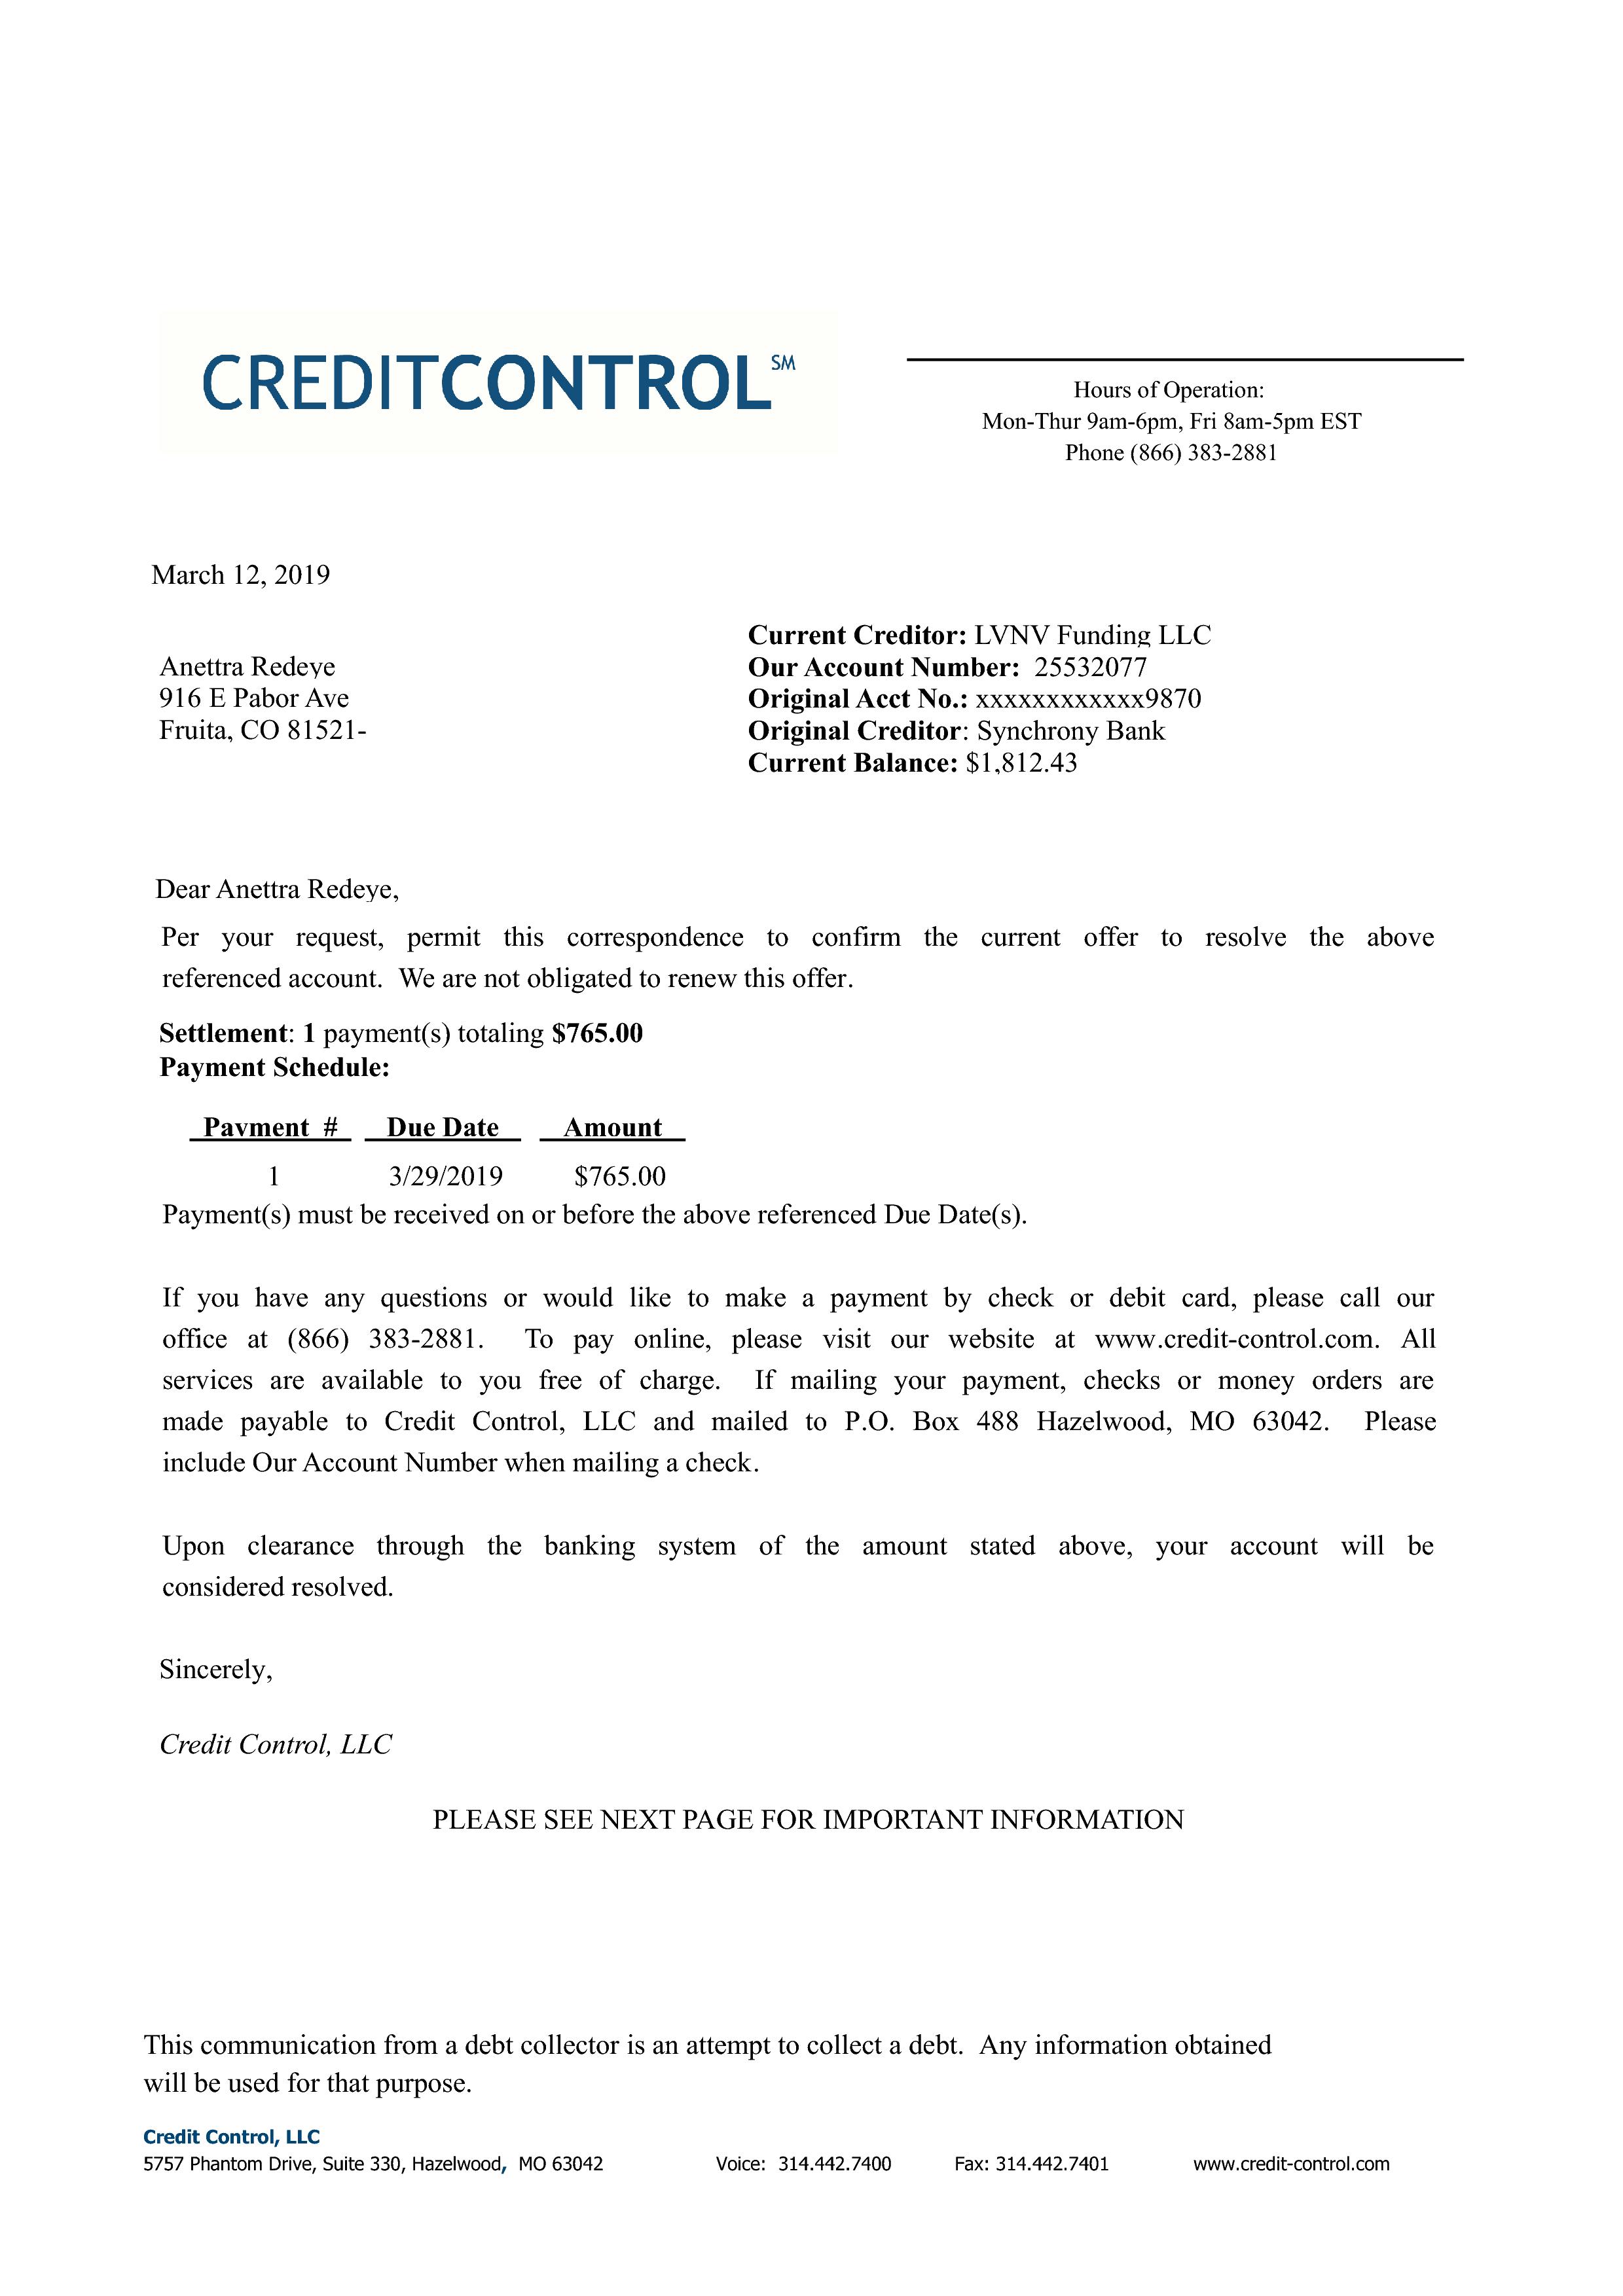 CREDITCONTROL℠
Hours of Operation:
Mon-Thur 9am-6pm, Fri 8am-5pm EST
Phone (866) 383-2881
March 12, 2019
Current Creditor: LVNV Funding LLC
Anettra Redeye
Our Account Number: 25532077
916 E Pabor Ave
Original Acct No.: xxxxxxxxxxxx9870
Fruita, CO 81521-
Original Creditor: Synchrony Bank
Current Balance: $1,812.43
Dear Anettra Redeye,
Per your request, permit this correspondence to confirm the current offer to resolve the above
referenced account. We are not obligated to renew this offer.
Settlement: 1 payment(s) totaling $765.00
Payment Schedule:
Payment # Due Date Amount
1 3/29/2019 $765.00
Payment(s) must be received on or before the above referenced Due Date(s).
If you have any questions or would like to make a payment by check or debit card, please call our
office at (866) 383-2881. To pay online, please visit our website at www.credit-control.com. All
services are available to you free of charge. If mailing your payment, checks or money orders are
made payable to Credit Control, LLC and mailed to P.O. Box 488 Hazelwood, MO 63042. Please
include Our Account Number when mailing a check.
Upon clearance through the banking system of the amount stated above, your account will be
considered resolved.
Sincerely,
Credit Control, LLC
PLEASE SEE NEXT PAGE FOR IMPORTANT INFORMATION
This communication from a debt collector is an attempt to collect a debt. Any information obtained
will be used for that purpose.
Credit Control, LLC
5757 Phantom Drive, Suite 330, Hazelwood, MO 63042 Voice: 314.442.7400 Fax: 314.442.7401 www.credit-control.com